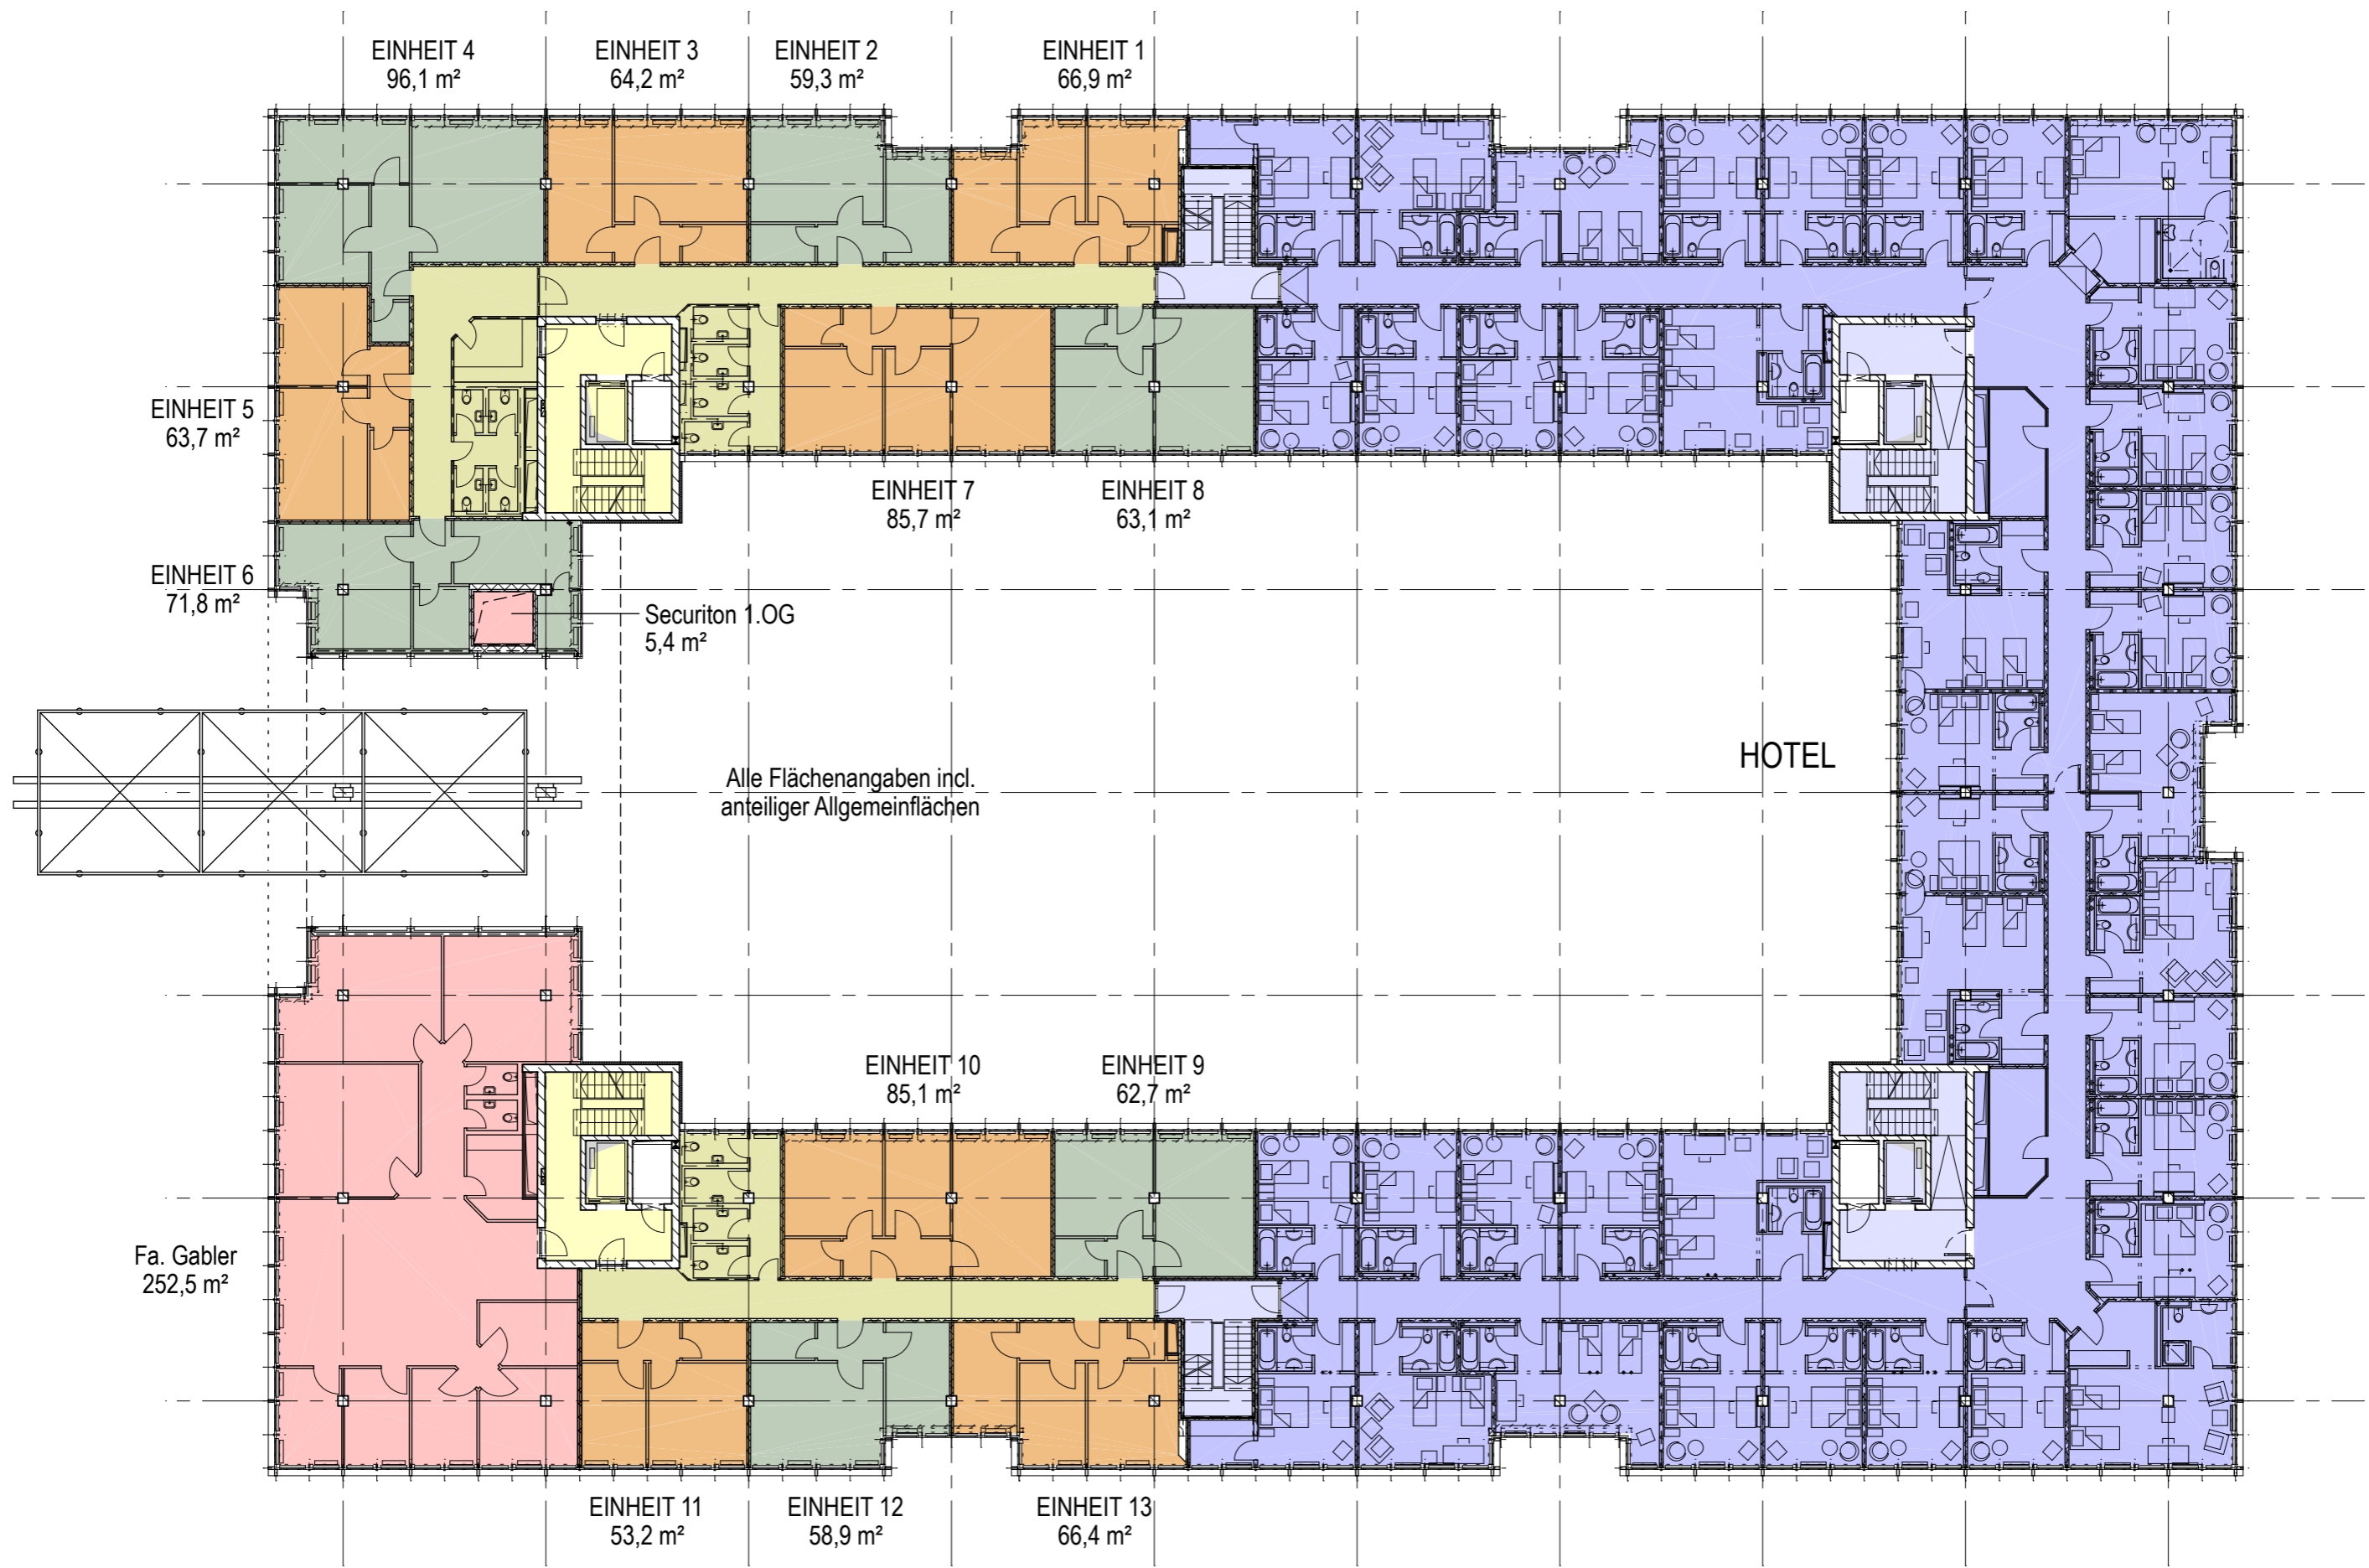 EINHEIT 4
96,1 m²
EINHEIT 3
64,2 m²
EINHEIT 2
59,3 m²
EINHEIT 1
66,9 m²
EINHEIT 5
63,7 m²
EINHEIT 7
85,7 m²
EINHEIT 8
63,1 m²
EINHEIT 6
71,8 m²
Securiton 1.OG
5,4 m²
HOTEL
Alle Flächenangaben incl.
anteiliger Allgemeinflächen
EINHEIT 10
85,1 m²
EINHEIT 9
62,7 m²
Fa. Gabler
252,5 m²
EINHEIT 11
53,2 m²
EINHEIT 12
58,9 m²
EINHEIT 13
66,4 m²